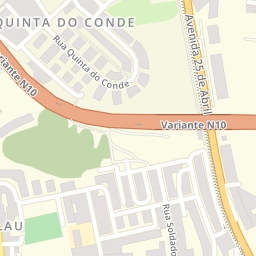 QUINTA DO CONDE
Rua Quinta do Conde
Avenida 25 de Abril
Variante N10
Variante N10
LAU
Rua Soldado